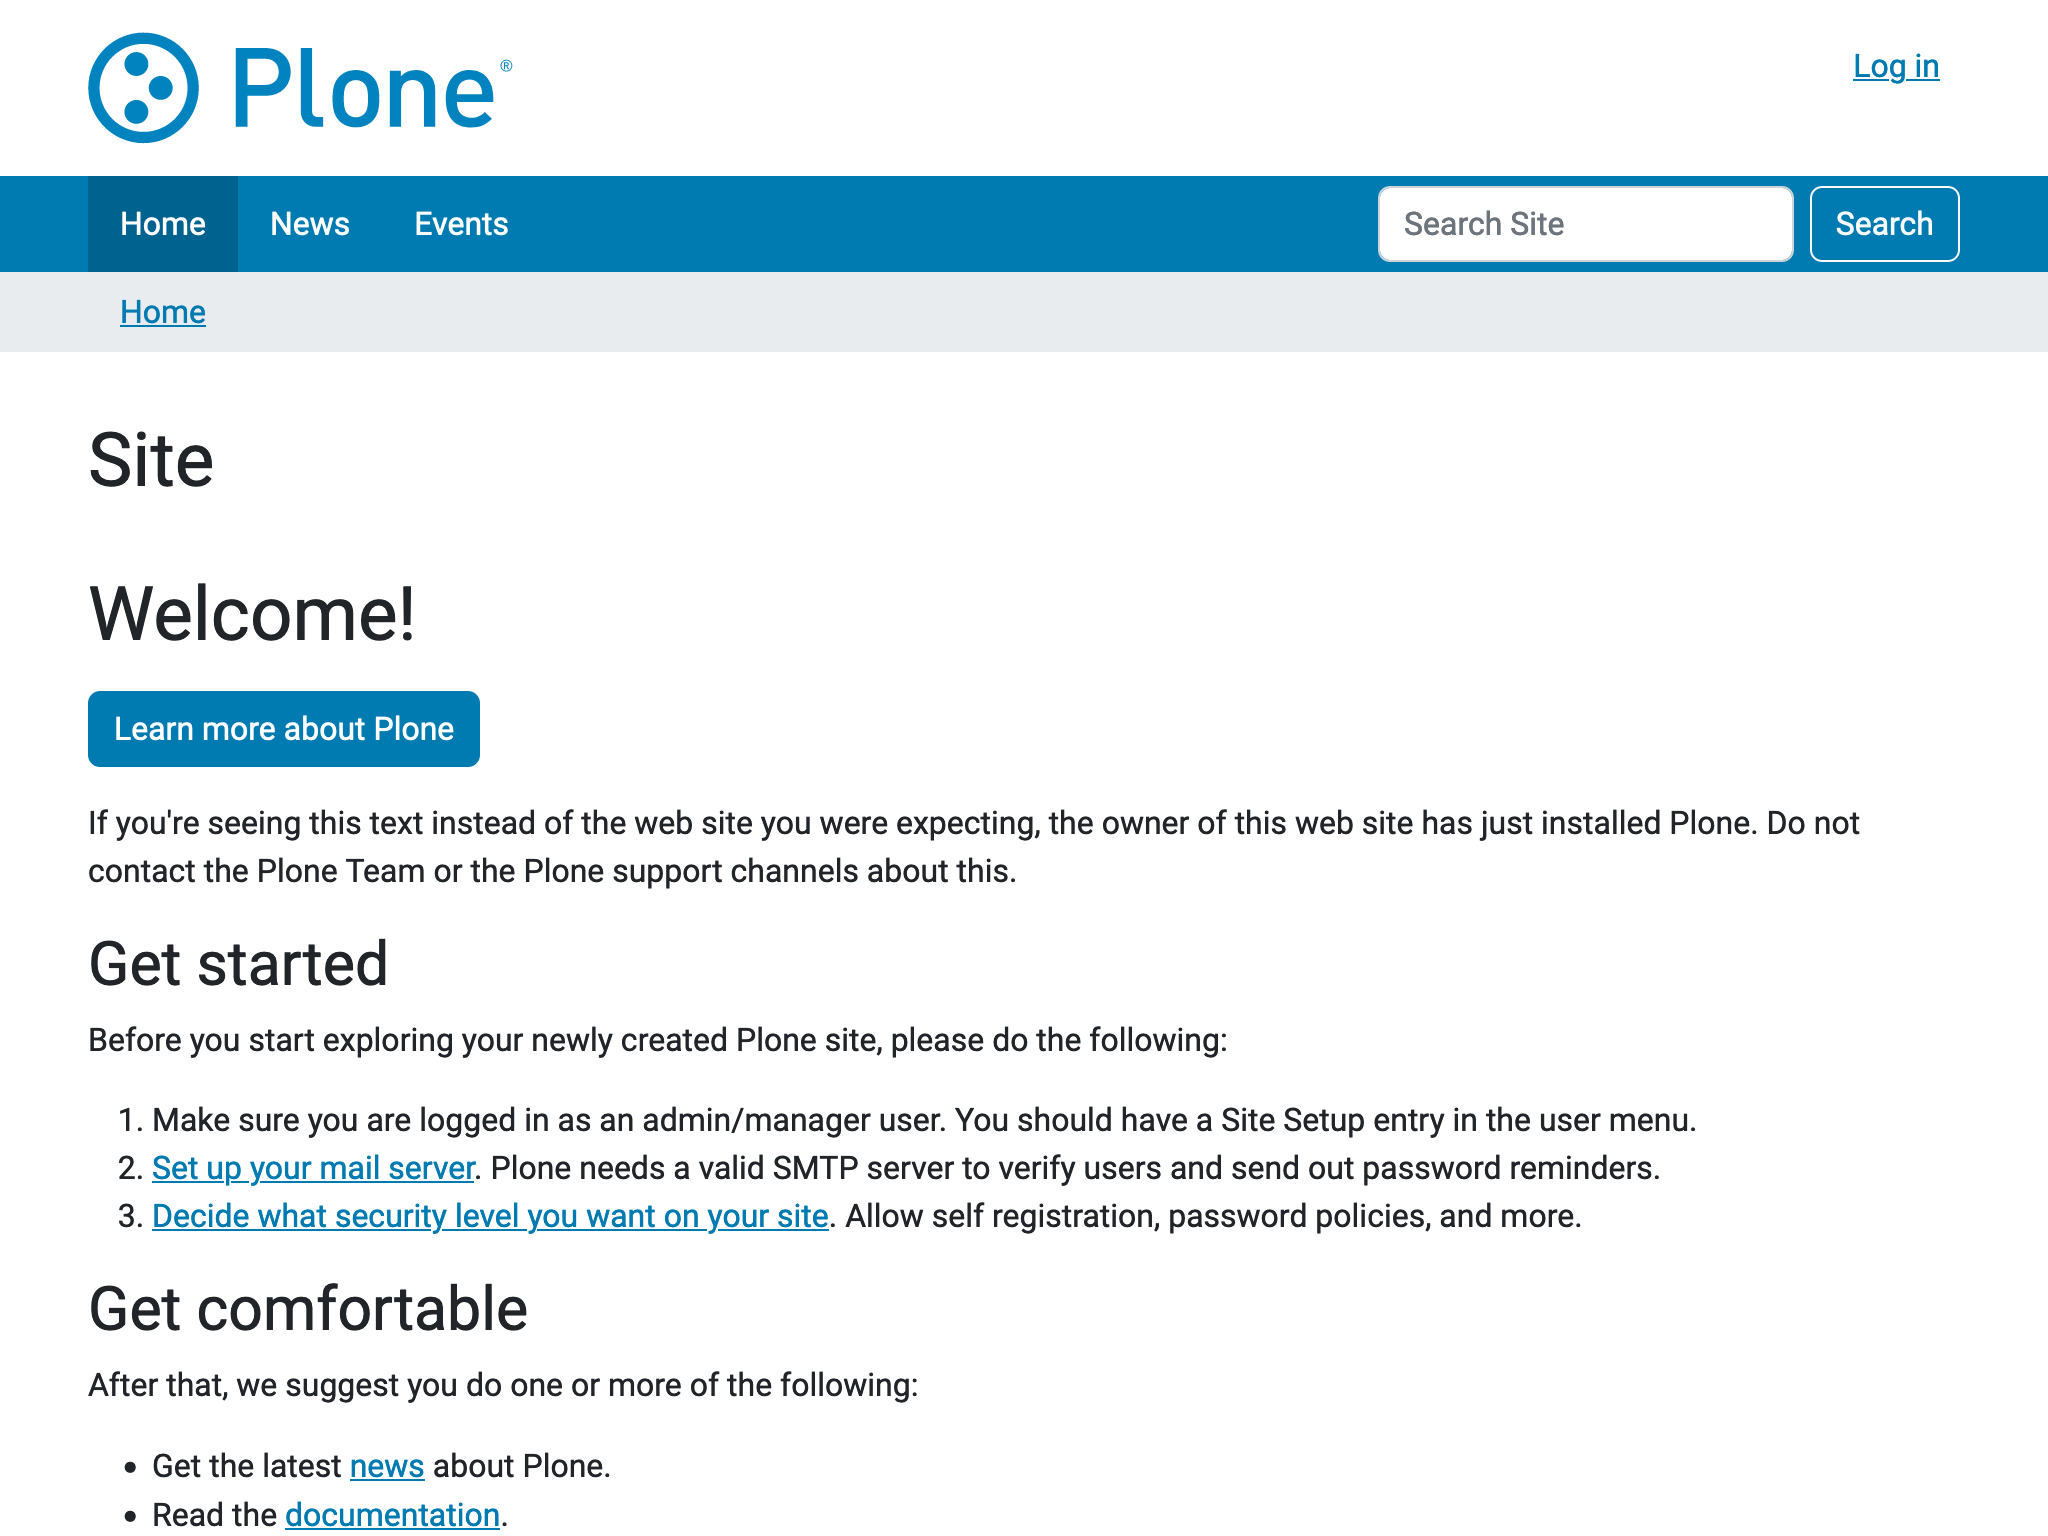 Plone®
Log in
Home
News
Events
Search Site
Search
Home
Site
Welcome!
Learn more about Plone
If you're seeing this text instead of the web site you were expecting, the owner of this web site has just installed Plone. Do not
contact the Plone Team or the Plone support channels about this.
Get started
Before you start exploring your newly created Plone site, please do the following:
1. Make sure you are logged in as an admin/manager user. You should have a Site Setup entry in the user menu.
2. Set up your mail server. Plone needs a valid SMTP server to verify users and send out password reminders.
3. Decide what security level you want on your site. Allow self registration, password policies, and more.
Get comfortable
After that, we suggest you do one or more of the following:
• Get the latest news about Plone.
• Read the documentation.